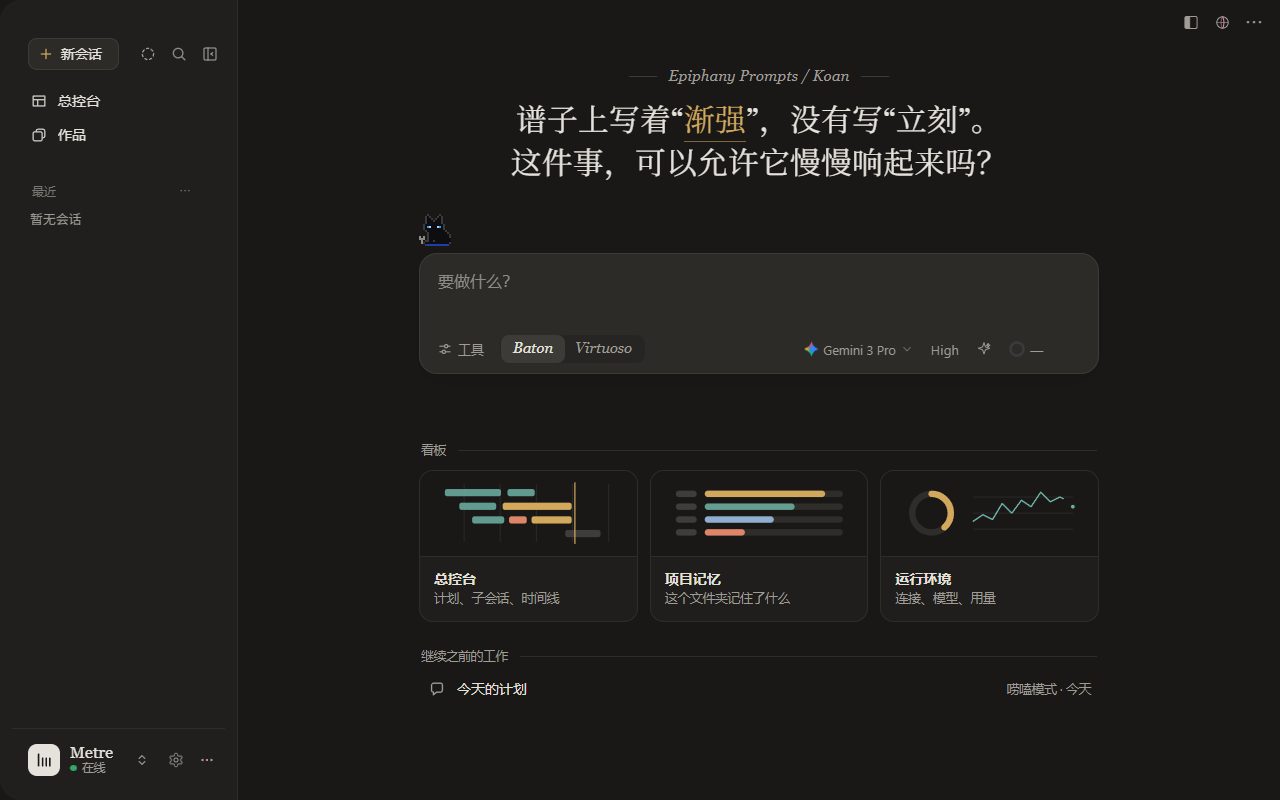 新会话
总控台
作品
最近
暂无会话
Epiphany Prompts / Koan
谱子上写着“渐强”，没有写“立刻”。
这件事，可以允许它慢慢响起来吗？
要做什么？
工具
Baton
Virtuoso
Gemini 3 Pro
High
—
看板
总控台
计划、子会话、时间线
项目记忆
这个文件夹记住了什么
运行环境
连接、模型、用量
继续之前的工作
今天的计划
唠嗑模式 · 今天
Metre
在线